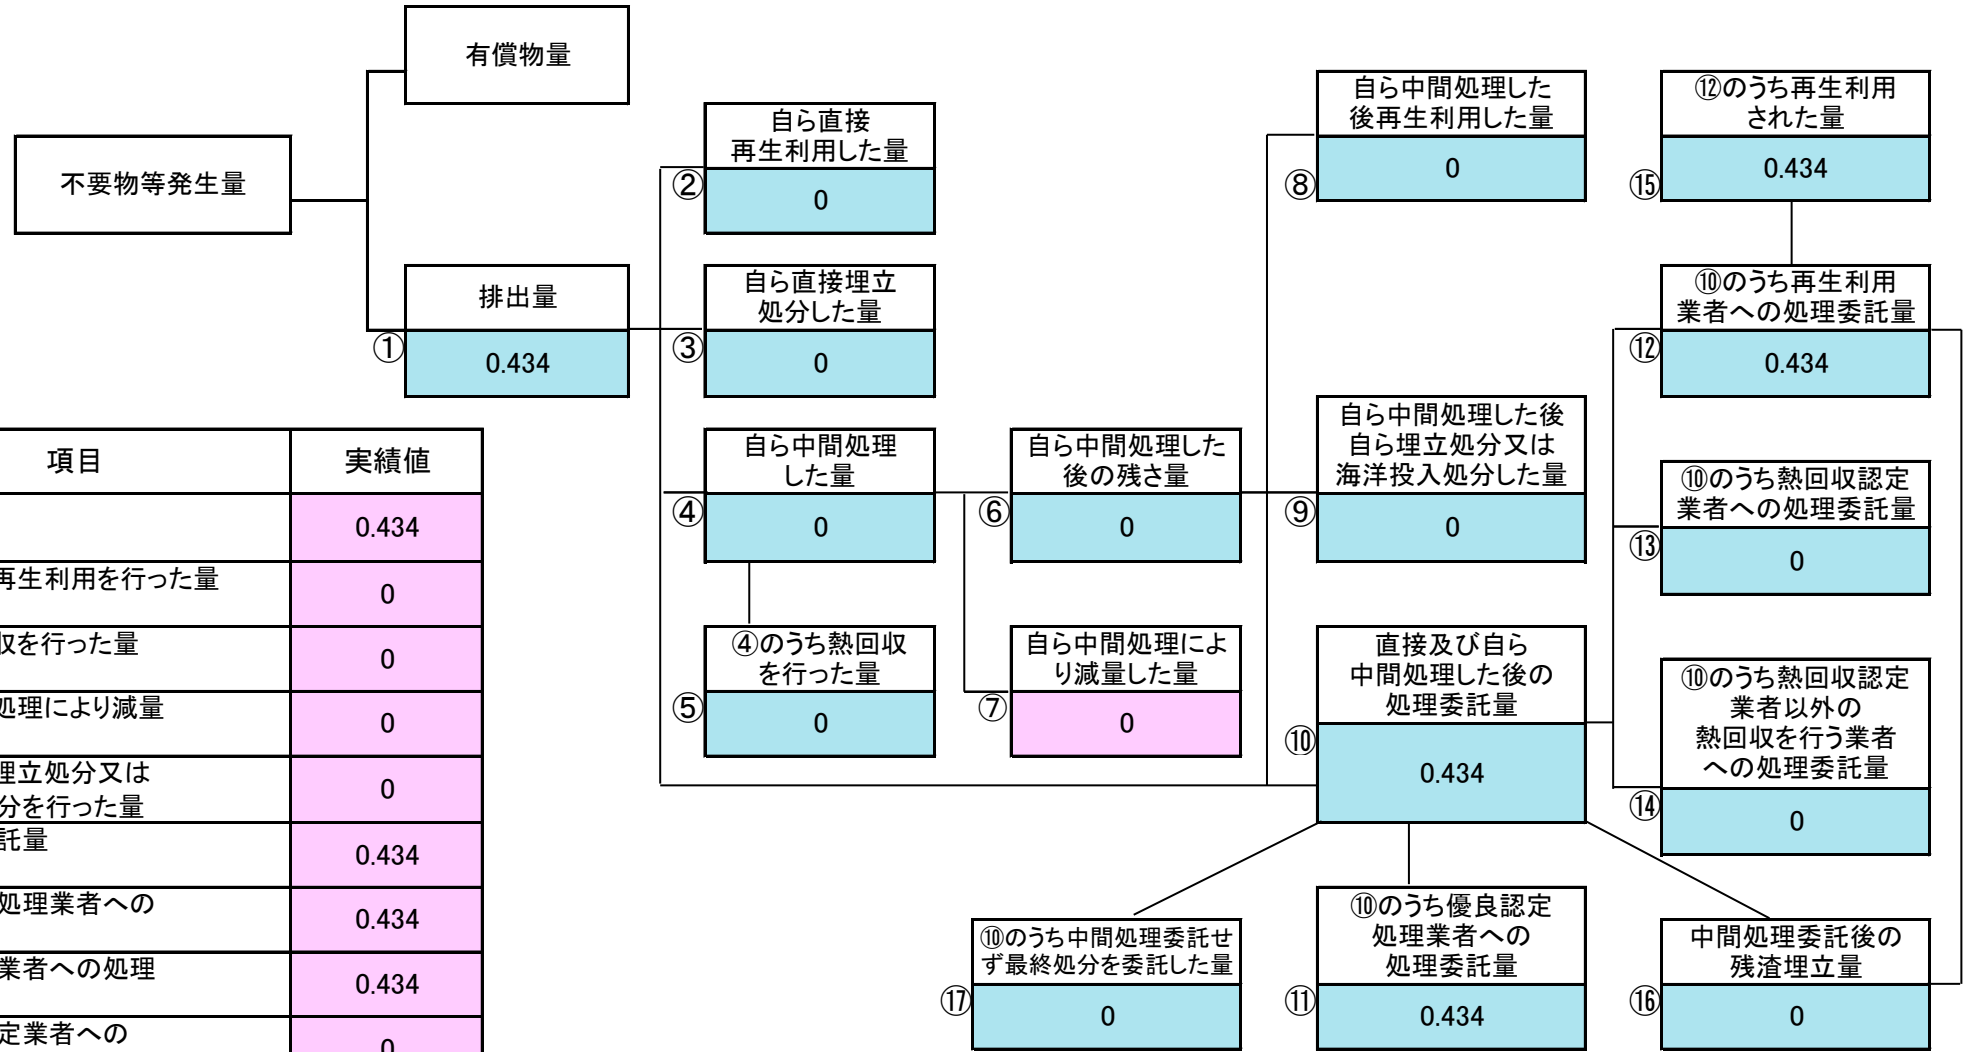 有償物量
不要物等発生量
排出量
①
0.434
自ら直接
再生利用した量
②
0
自ら直接埋立
処分した量
③
0
自ら中間処理
した量
④
0
④のうち熱回収
を行った量
⑤
0
自ら中間処理した
後の残さ量
⑥
0
自ら中間処理によ
り減量した量
⑦
0
自ら中間処理した
後再生利用した量
⑧
0
自ら中間処理した後
自ら埋立処分又は
海洋投入処分した量
⑨
0
直接及び自ら
中間処理した後の
処理委託量
⑩
0.434
⑫のうち再生利用
された量
⑮
0.434
⑩のうち再生利用
業者への処理委託量
⑫
0.434
⑩のうち熱回収認定
業者への処理委託量
⑬
0
⑩のうち熱回収認定
業者以外の
熱回収を行う業者
への処理委託量
⑭
0
⑩のうち中間処理委託せ
ず最終処分を委託した量
⑰
0
⑩のうち優良認定
処理業者への
処理委託量
⑪
0.434
中間処理委託後の
残渣埋立量
⑯
0
項目 実績値
0.434
再生利用を行った量
0
収を行った量
0
処理により減量
0
埋立処分又は
分を行った量
0
託量
0.434
処理業者への
0.434
業者への処理
0.434
定業者への
0